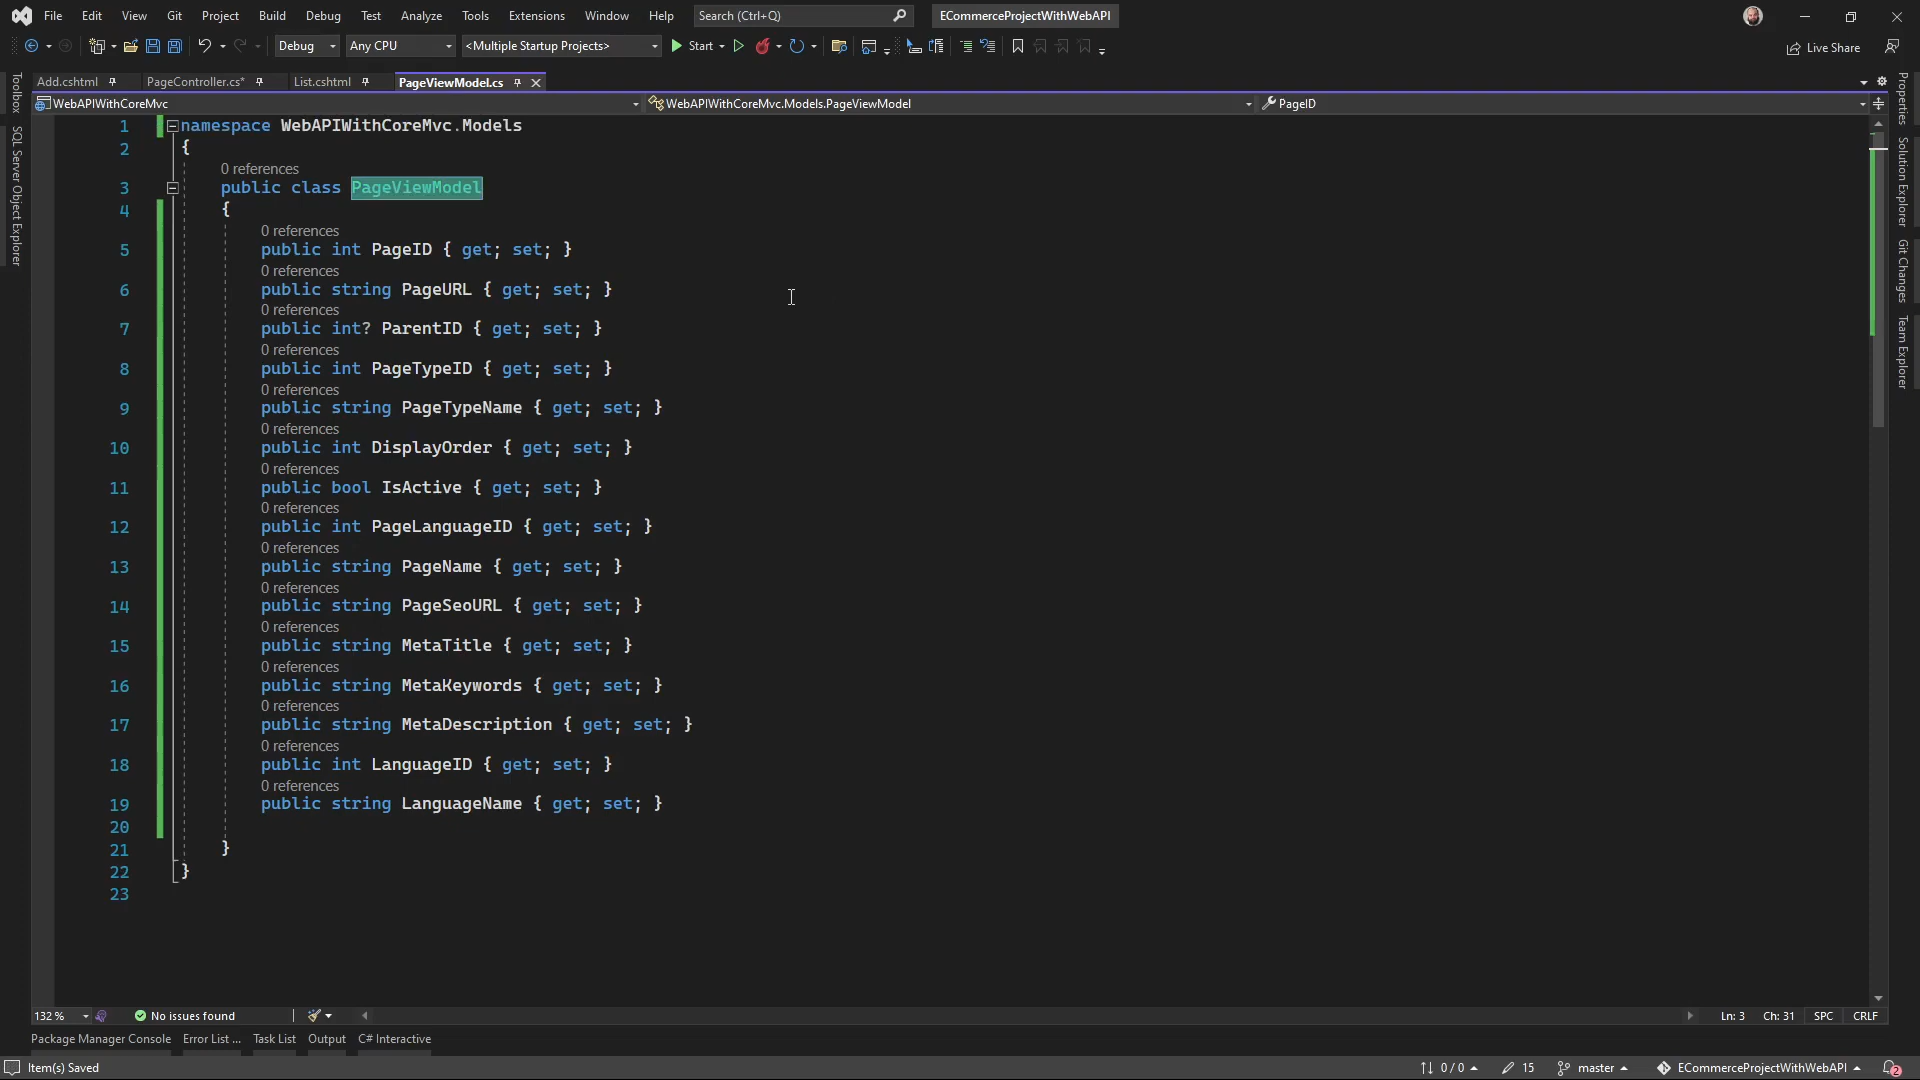 File Edit View Git Project Build Debug Test Analyze Tools Extensions Window Help Search (Ctrl+Q) ECommerceProjectWithWebAPI
Debug Any CPU <Multiple Startup Projects> Start Live Share
Add.cshtml PageController.cs* List.cshtml PageViewModel.cs
WebAPIWithCoreMvc WebAPIWithCoreMvc.Models.PageViewModel PageID
Toolbox
SQL Server Object Explorer
1 namespace WebAPIWithCoreMvc.Models
2 {
0 references
3 public class PageViewModel
4 {
0 references
5 public int PageID { get; set; }
0 references
6 public string PageURL { get; set; }
0 references
7 public int? ParentID { get; set; }
0 references
8 public int PageTypeID { get; set; }
0 references
9 public string PageTypeName { get; set; }
0 references
10 public int DisplayOrder { get; set; }
0 references
11 public bool IsActive { get; set; }
0 references
12 public int PageLanguageID { get; set; }
0 references
13 public string PageName { get; set; }
0 references
14 public string PageSeoURL { get; set; }
0 references
15 public string MetaTitle { get; set; }
0 references
16 public string MetaKeywords { get; set; }
0 references
17 public string MetaDescription { get; set; }
0 references
18 public int LanguageID { get; set; }
0 references
19 public string LanguageName { get; set; }
20
21 }
22 }
23
Properties
Solution Explorer
Git Changes
Team Explorer
132 % No issues found Ln: 3 Ch: 31 SPC CRLF
Package Manager Console Error List ... Task List Output C# Interactive
Item(s) Saved 0 / 0 15 master ECommerceProjectWithWebAPI 2